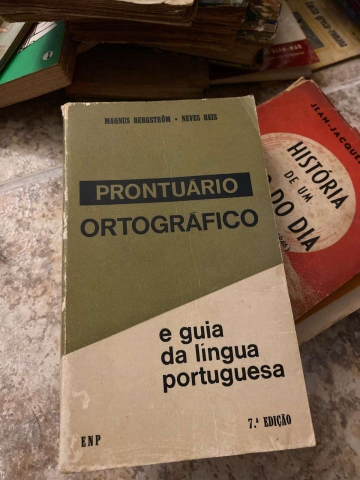 MAGNUS BERGSTRÖM - NEVES REIS
PRONTUÁRIO
ORTOGRÁFICO
e guia
da língua
portuguesa
7.ª EDIÇÃO
ENP
JEAN-JACQUES
HISTÓRIA
DE UM
DO DIA